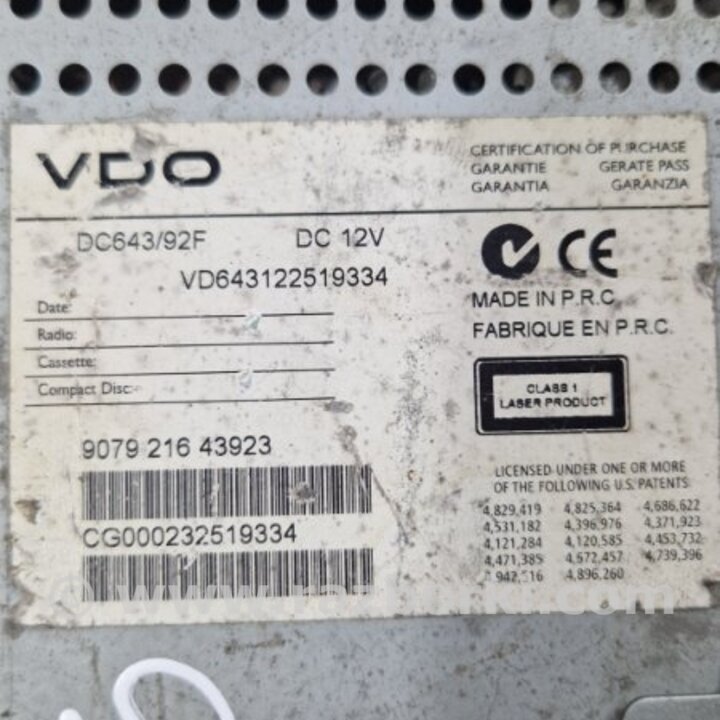 VDO
CERTIFICATION OF PURCHASE
GARANTIE GERATE PASS
GARANTIA GARANZIA
DC643/92F DC 12V
VD643122519334
CE
Date:
Radio:
Cassette:
Compact Disc:
MADE IN P.R.C.
FABRIQUE EN P.R.C.
CLASS 1
LASER PRODUCT
9079 216 43923
CG000232519334
LICENSED UNDER ONE OR MORE
OF THE FOLLOWING U.S. PATENTS
4,829,419 4,825,364 4,686,622
4,531,182 4,396,976 4,371,923
4,121,284 4,120,585 4,453,732
4,471,385 4,572,457 4,739,396
4,896,260